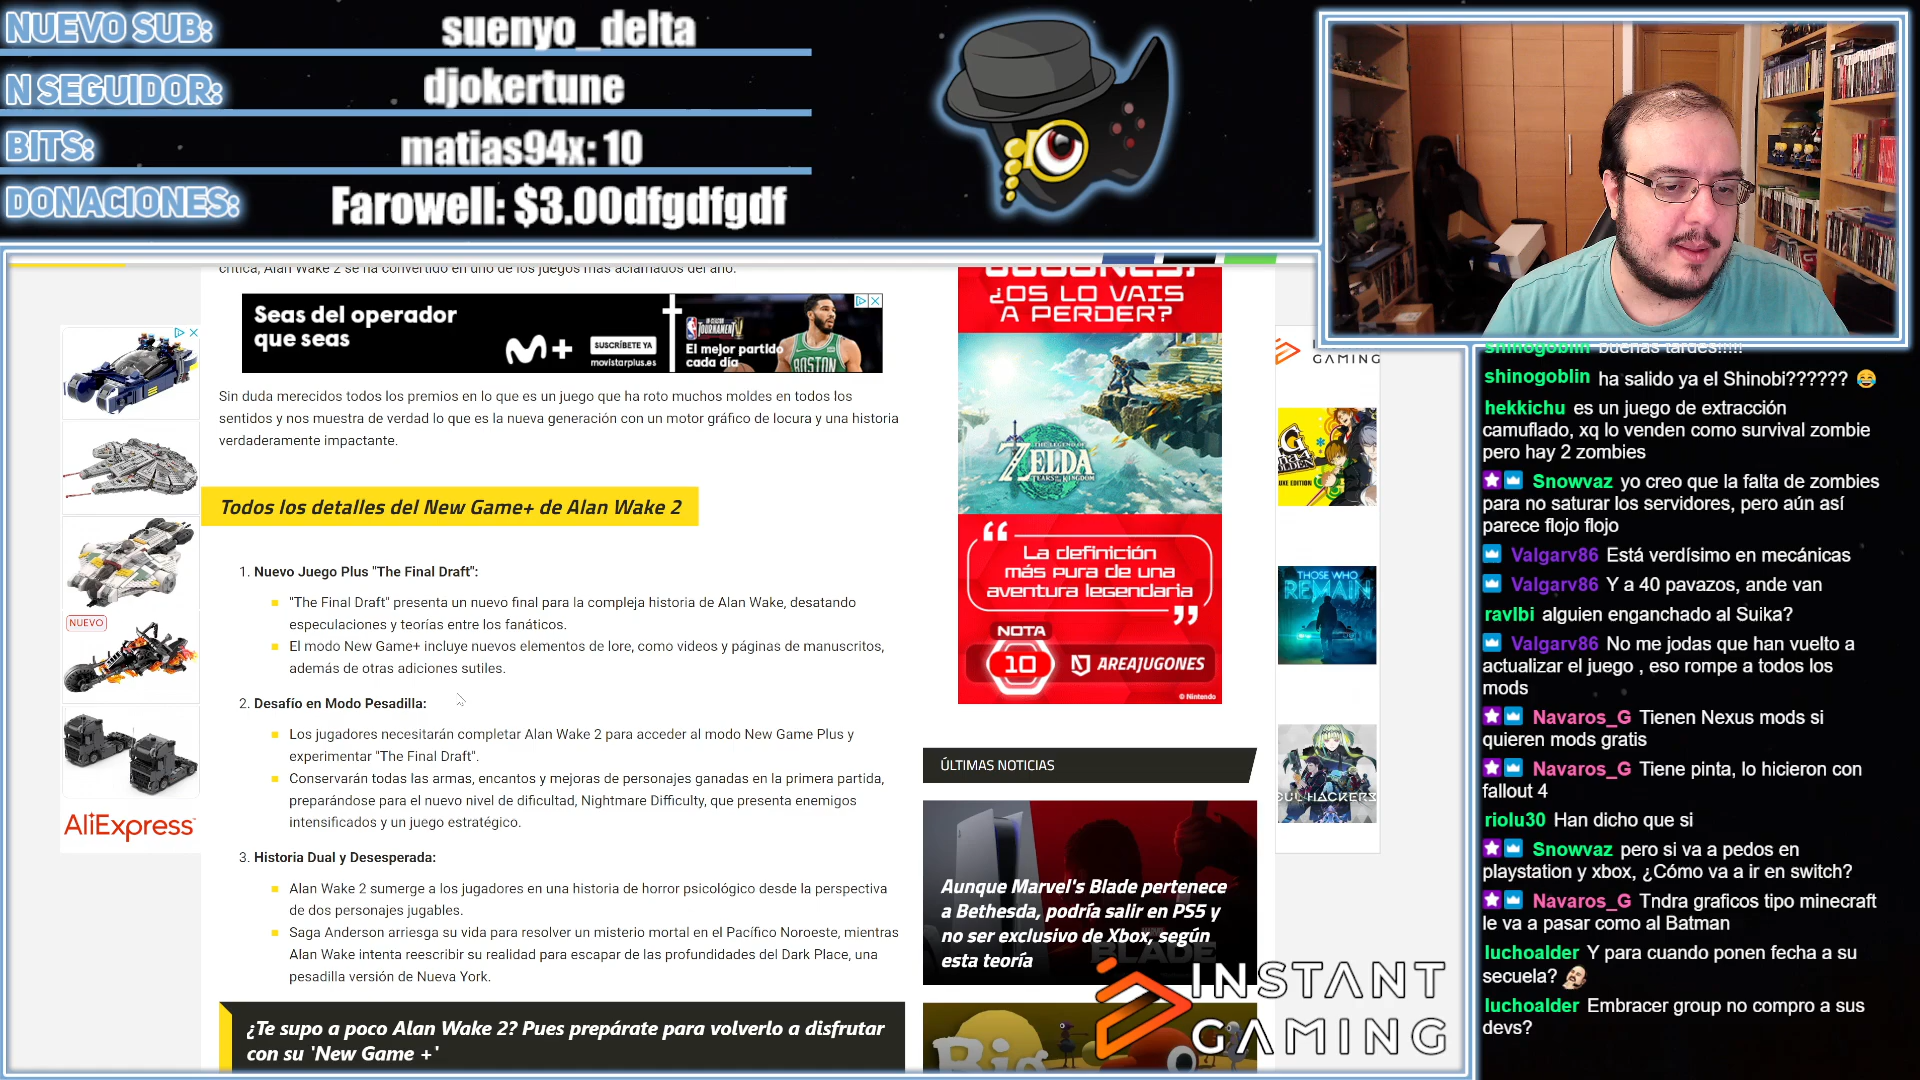 NUEVO SUB:
suenyo_delta
N SEGUIDOR:
djokertune
BITS:
matias94x: 10
DONACIONES:
Farowell: $3.00dfgdfgdf
crítica, Alan Wake 2 se ha convertido en uno de los juegos más aclamados del año.
Seas del operador
que seas
M+
SUSCRÍBETE YA
movistarplus.es
NBA
TOURNAMENT
El mejor partido
cada día
BOSTON
Sin duda merecidos todos los premios en lo que es un juego que ha roto muchos moldes en todos los
sentidos y nos muestra de verdad lo que es la nueva generación con un motor gráfico de locura y una historia
verdaderamente impactante.
Todos los detalles del New Game+ de Alan Wake 2
1. Nuevo Juego Plus "The Final Draft":
"The Final Draft" presenta un nuevo final para la compleja historia de Alan Wake, desatando
especulaciones y teorías entre los fanáticos.
El modo New Game+ incluye nuevos elementos de lore, como videos y páginas de manuscritos,
además de otras adiciones sutiles.
2. Desafío en Modo Pesadilla:
Los jugadores necesitarán completar Alan Wake 2 para acceder al modo New Game Plus y
experimentar "The Final Draft".
Conservarán todas las armas, encantos y mejoras de personajes ganadas en la primera partida,
preparándose para el nuevo nivel de dificultad, Nightmare Difficulty, que presenta enemigos
intensificados y un juego estratégico.
3. Historia Dual y Desesperada:
Alan Wake 2 sumerge a los jugadores en una historia de horror psicológico desde la perspectiva
de dos personajes jugables.
Saga Anderson arriesga su vida para resolver un misterio mortal en el Pacífico Noroeste, mientras
Alan Wake intenta reescribir su realidad para escapar de las profundidades del Dark Place, una
pesadilla versión de Nueva York.
¿Te supo a poco Alan Wake 2? Pues prepárate para volverlo a disfrutar
con su 'New Game +'
NUEVO
AliExpress
¿OS LO VAIS
A PERDER?
THE LEGEND OF
ZELDA
TEARS OF THE KINGDOM
“
La definición
más pura de una
aventura legendaria
”
NOTA
10
AREAJUGONES
© Nintendo
ÚLTIMAS NOTICIAS
Aunque Marvel's Blade pertenece
a Bethesda, podría salir en PS5 y
no ser exclusivo de Xbox, según
esta teoría
BLADE
INSTANT
GAMING
GAMING
GOLDEN
DELUXE EDITION
THOSE WHO
REMAIN
SOUL HACKERS
shinogoblin buenas tardes!!!!!
shinogoblin ha salido ya el Shinobi??????
hekkichu es un juego de extracción
camuflado, xq lo venden como survival zombie
pero hay 2 zombies
Snowvaz yo creo que la falta de zombies
para no saturar los servidores, pero aún así
parece flojo flojo
Valgarv86 Está verdísimo en mecánicas
Valgarv86 Y a 40 pavazos, ande van
ravlbi alguien enganchado al Suika?
Valgarv86 No me jodas que han vuelto a
actualizar el juego , eso rompe a todos los
mods
Navaros_G Tienen Nexus mods si
quieren mods gratis
Navaros_G Tiene pinta, lo hicieron con
fallout 4
riolu30 Han dicho que si
Snowvaz pero si va a pedos en
playstation y xbox, ¿Cómo va a ir en switch?
Navaros_G Tndra graficos tipo minecraft
le va a pasar como al Batman
luchoalder Y para cuando ponen fecha a su
secuela?
luchoalder Embracer group no compro a sus
devs?